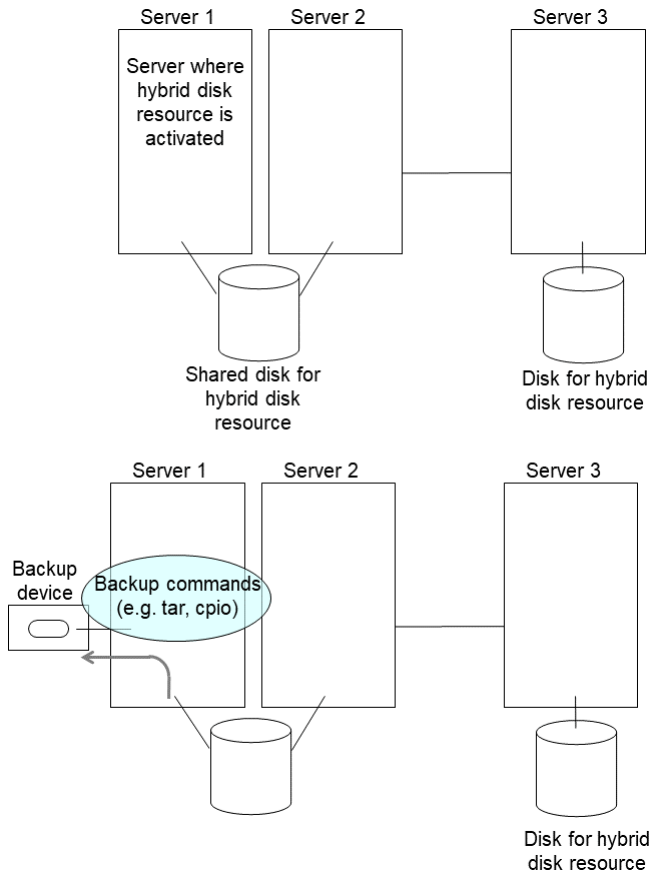 Server 1
Server 2
Server 3
Server where
hybrid disk
resource is
activated
Shared disk for
hybrid disk
resource
Disk for hybrid
disk resource
Server 1
Server 2
Server 3
Backup
device
Backup commands
(e.g. tar, cpio)
Disk for hybrid
disk resource